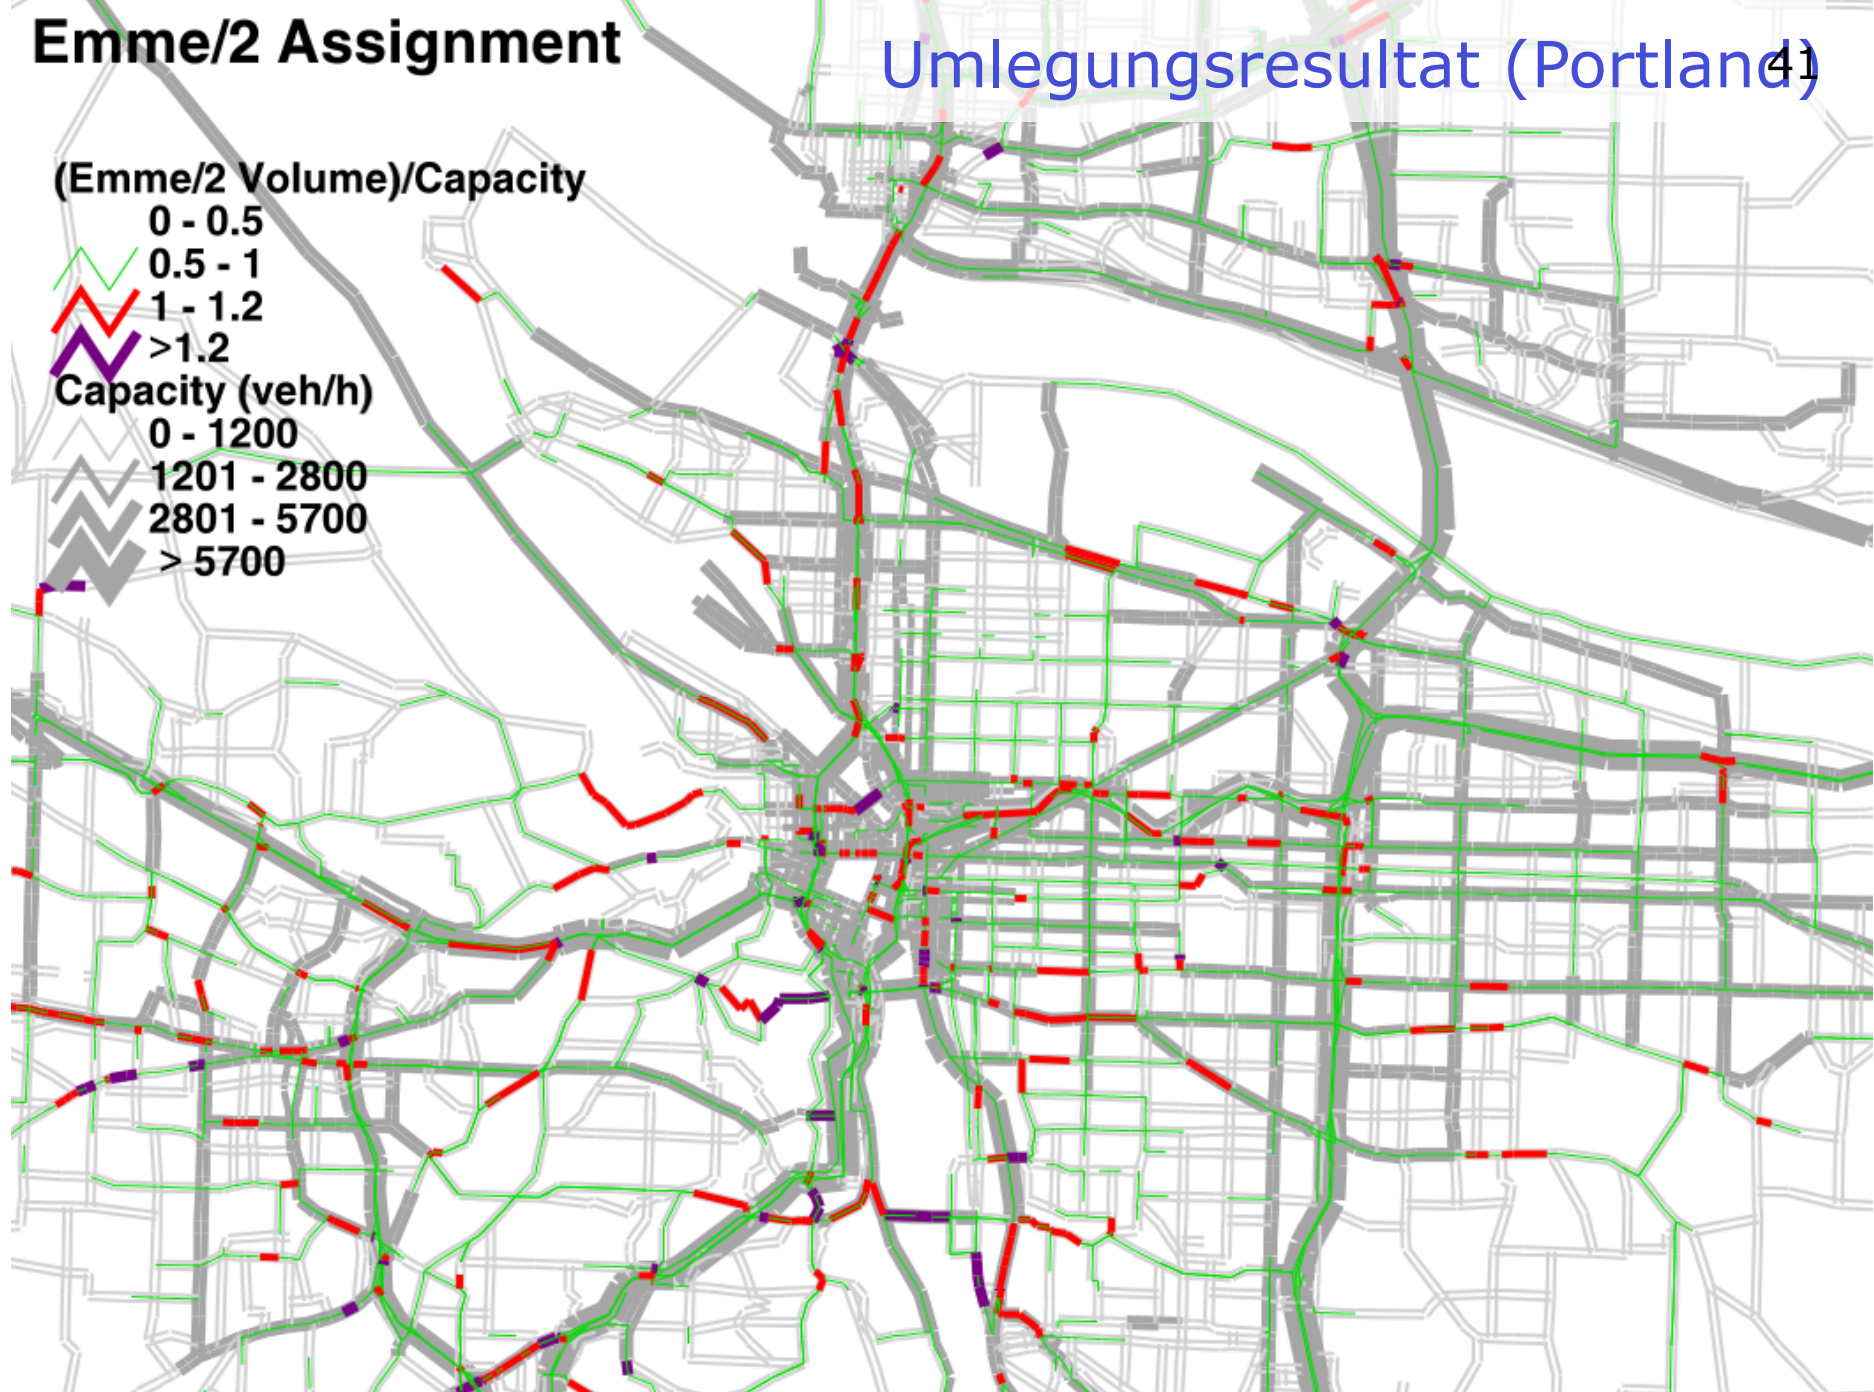 Emme/2 Assignment
Umlegungsresultat (Portland)
41
(Emme/2 Volume)/Capacity
0 - 0.5
0.5 - 1
1 - 1.2
>1.2
Capacity (veh/h)
0 - 1200
1201 - 2800
2801 - 5700
> 5700